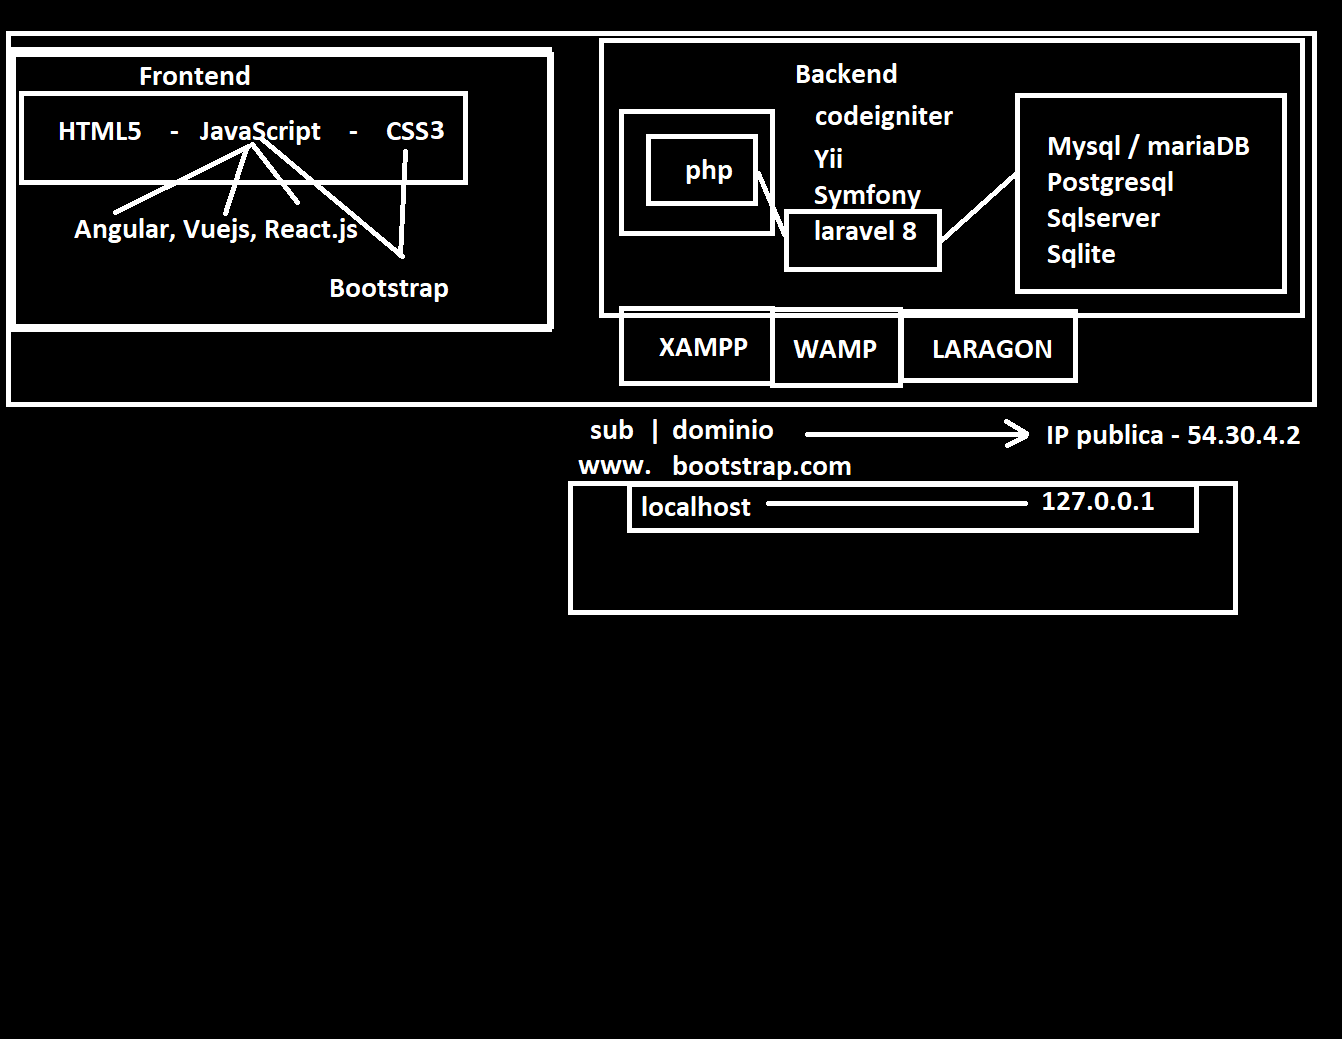 Frontend
HTML5 - JavaScript - CSS3
Angular, Vuejs, React.js
Bootstrap
Backend
codeigniter
php
Yii
Symfony
laravel 8
Mysql / mariaDB
Postgresql
Sqlserver
Sqlite
XAMPP WAMP LARAGON
sub | dominio IP publica - 54.30.4.2
www. bootstrap.com
localhost 127.0.0.1